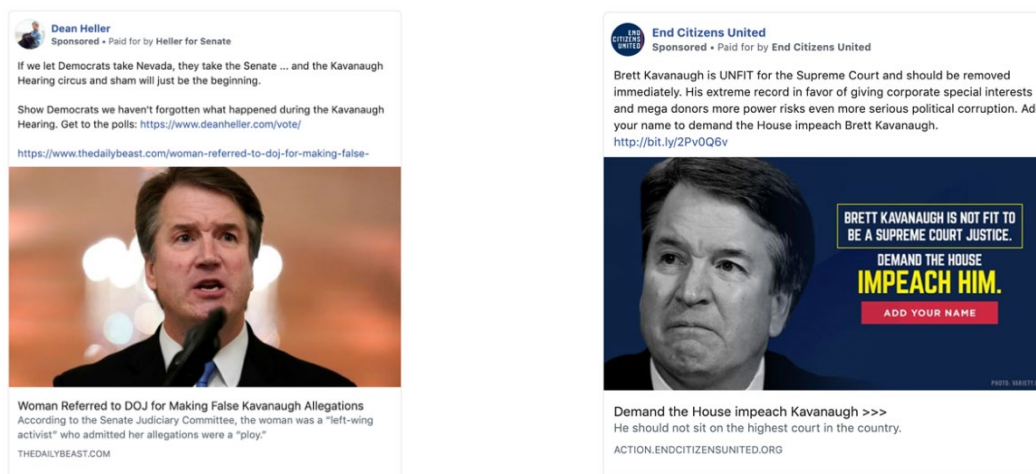 Dean Heller
Sponsored • Paid for by Heller for Senate
If we let Democrats take Nevada, they take the Senate ... and the Kavanaugh
Hearing circus and sham will just be the beginning.
Show Democrats we haven't forgotten what happened during the Kavanaugh
Hearing. Get to the polls: https://www.deanheller.com/vote/
https://www.thedailybeast.com/woman-referred-to-doj-for-making-false-
Woman Referred to DOJ for Making False Kavanaugh Allegations
According to the Senate Judiciary Committee, the woman was a "left-wing
activist" who admitted her allegations were a "ploy."
THEDAILYBEAST.COM
END
CITIZENS
UNITED
End Citizens United
Sponsored • Paid for by End Citizens United
Brett Kavanaugh is UNFIT for the Supreme Court and should be removed
immediately. His extreme record in favor of giving corporate special interests
and mega donors more power risks even more serious political corruption. Ad
your name to demand the House impeach Brett Kavanaugh.
http://bit.ly/2Pv0Q6v
BRETT KAVANAUGH IS NOT FIT TO
BE A SUPREME COURT JUSTICE.
DEMAND THE HOUSE
IMPEACH HIM.
ADD YOUR NAME
PHOTO: VARIETY
Demand the House impeach Kavanaugh >>>
He should not sit on the highest court in the country.
ACTION.ENDCITIZENSUNITED.ORG